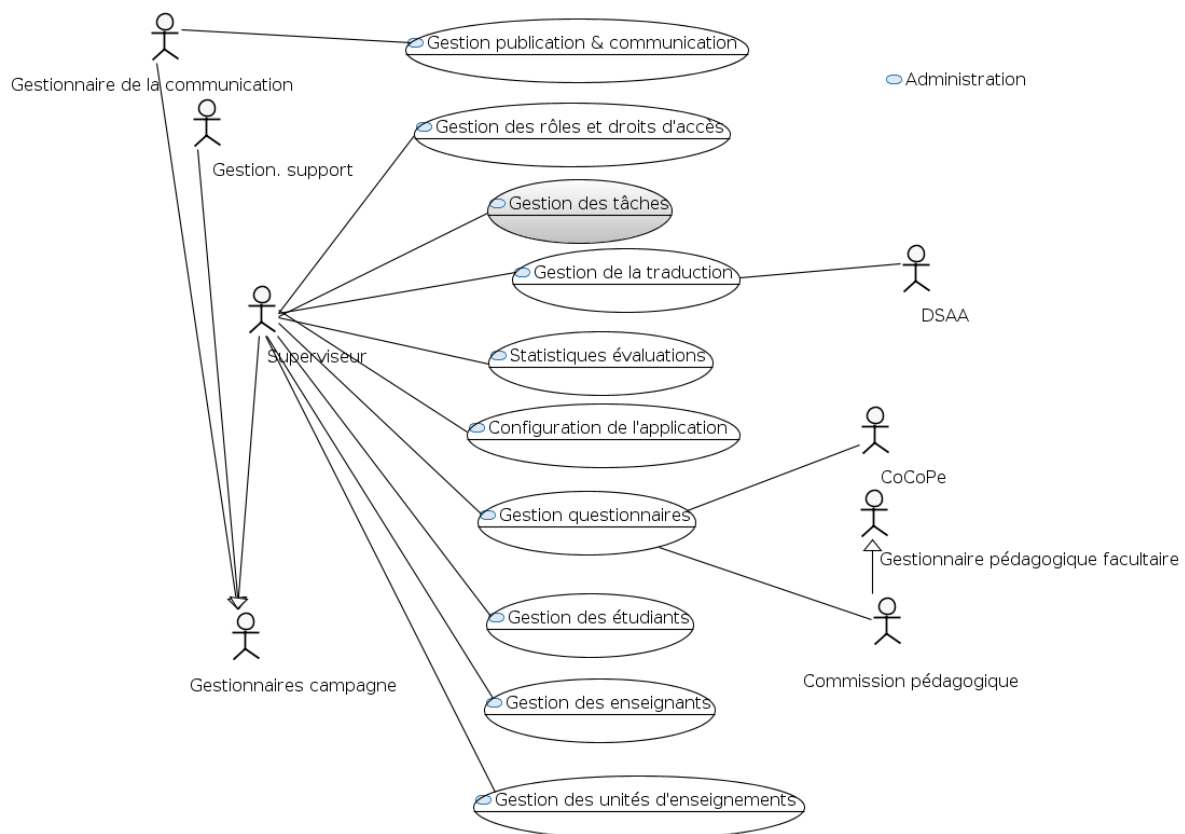 Gestion publication & communication
Gestionnaire de la communication
Administration
Gestion des rôles et droits d'accès
Gestion. support
Gestion des tâches
Gestion de la traduction
DSAA
Superviseur
Statistiques évaluations
Configuration de l'application
CoCoPe
Gestion questionnaires
Gestionnaire pédagogique facultaire
Gestion des étudiants
Gestionnaires campagne
Commission pédagogique
Gestion des enseignants
Gestion des unités d'enseignements